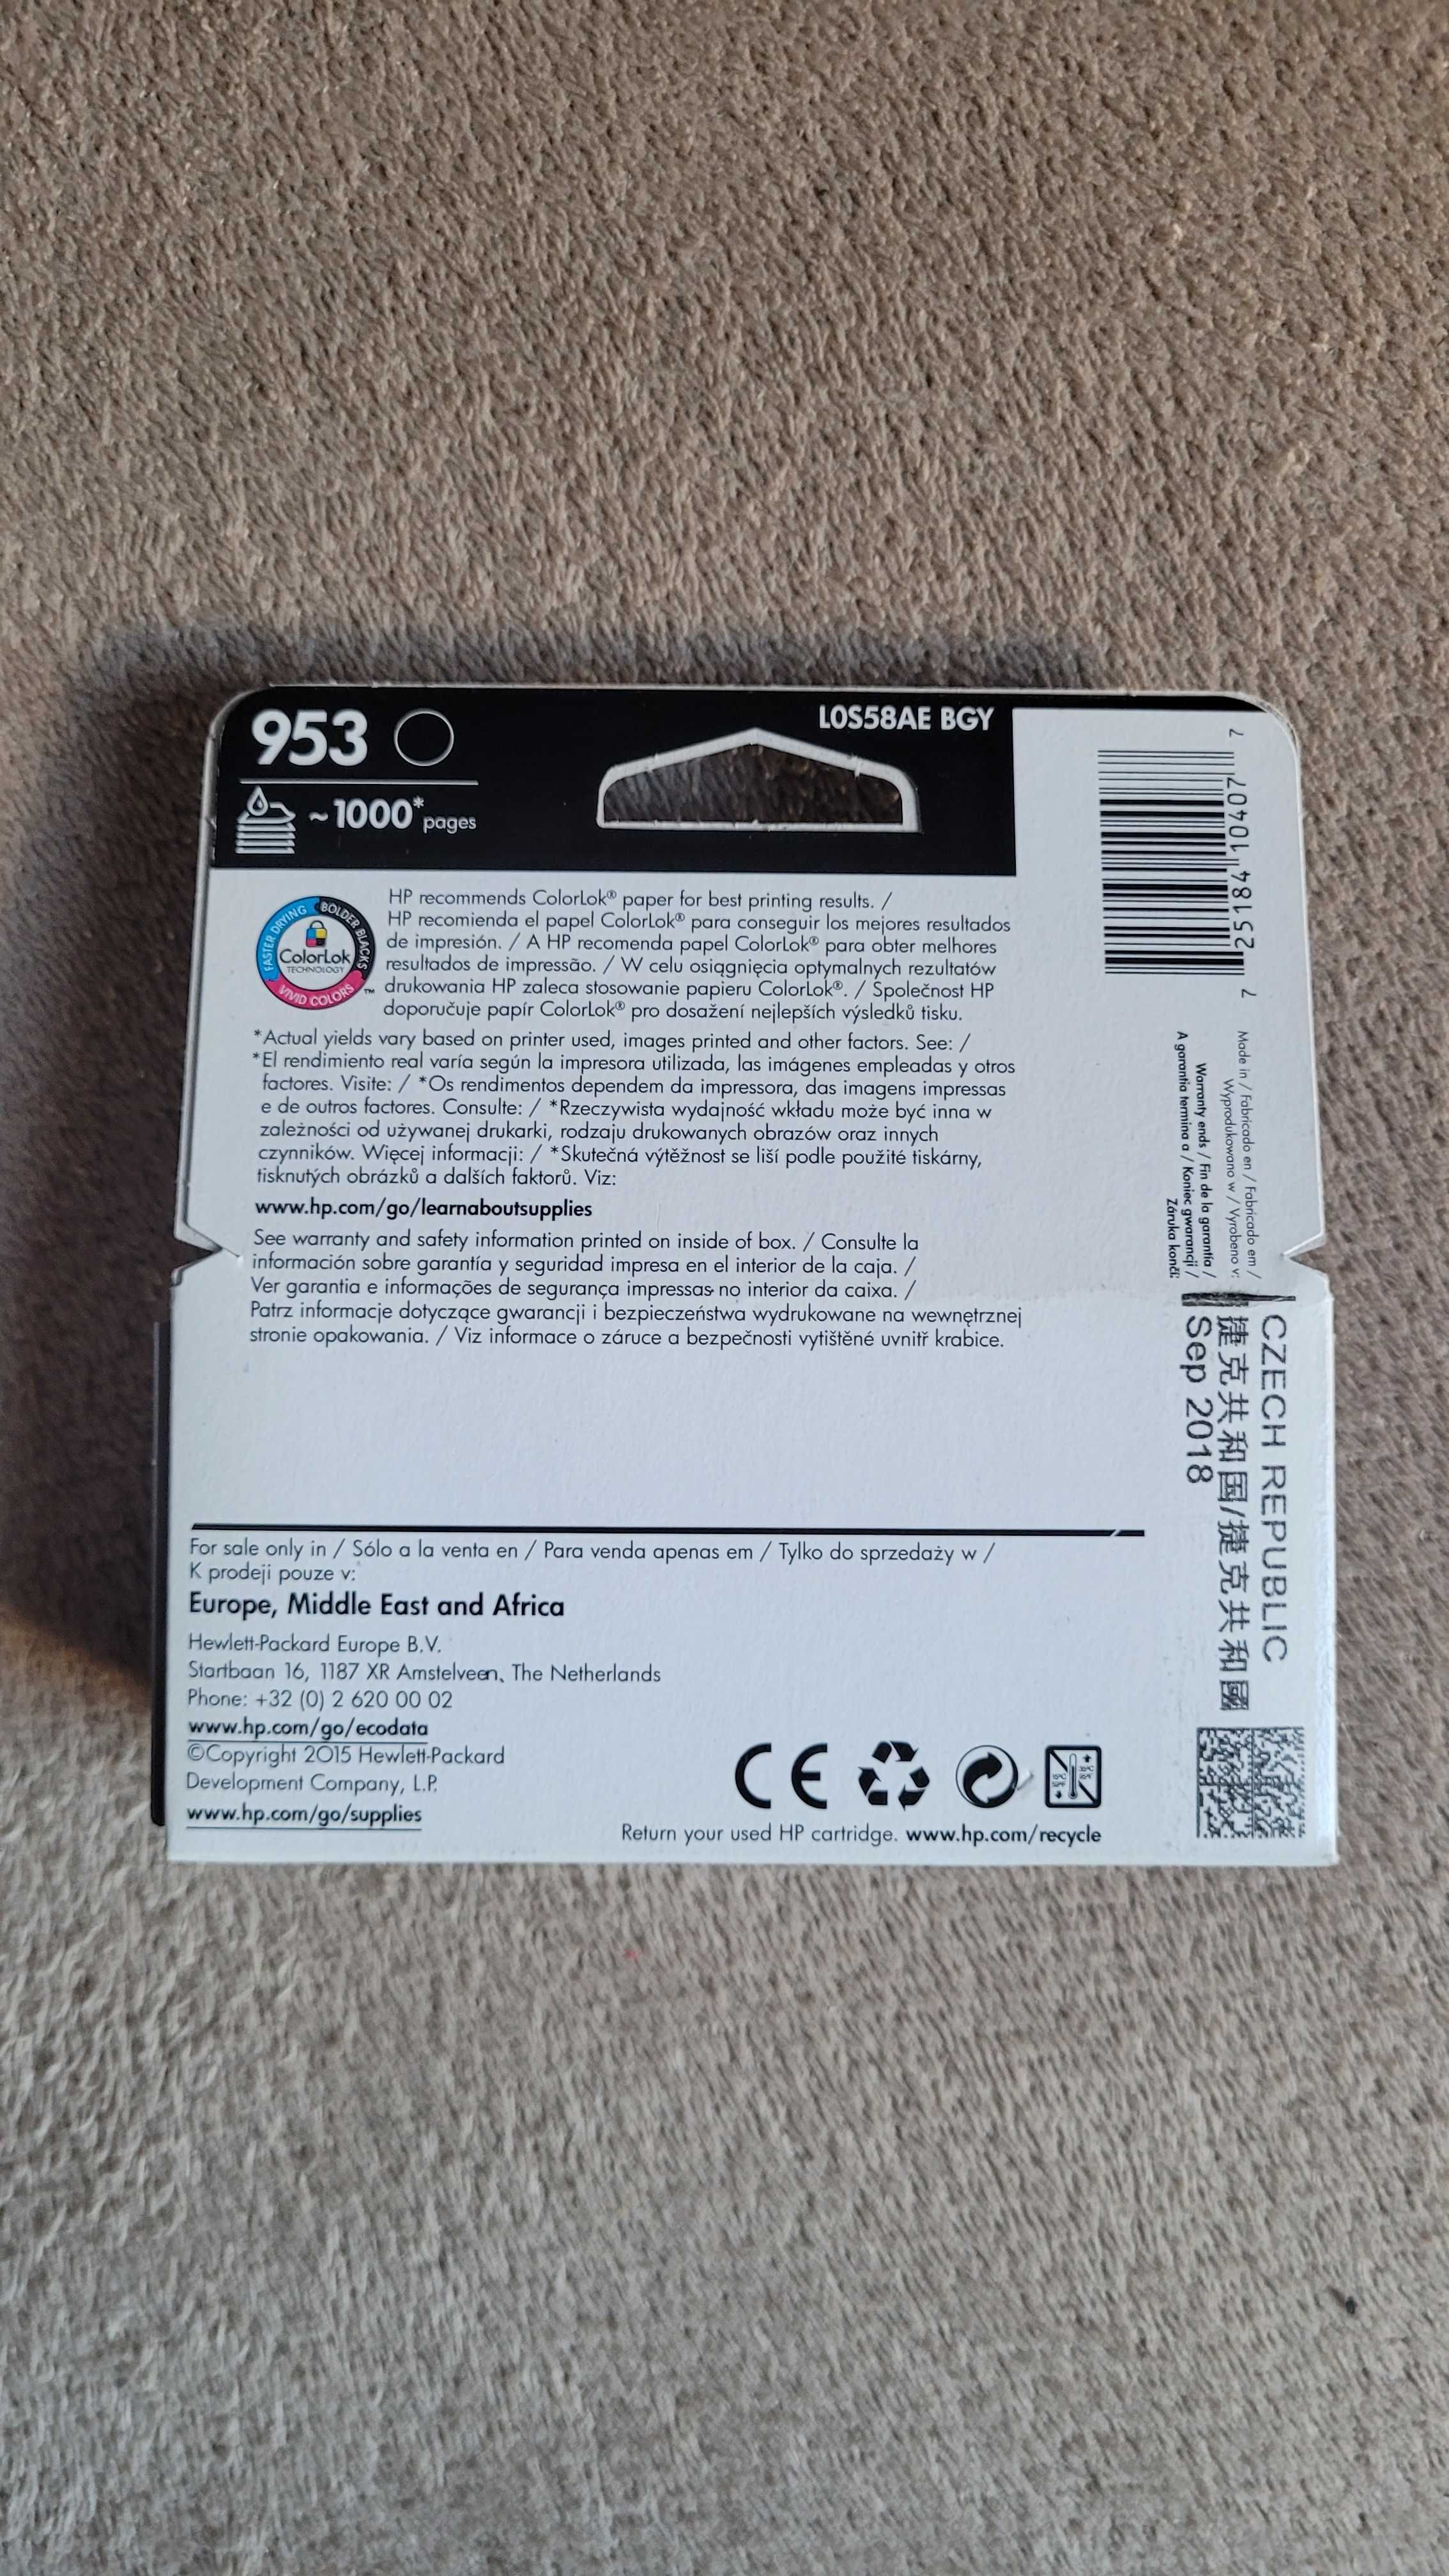 953
L0S58AE BGY
~1000* pages
FASTER DRYING
BOLDER BLACKS
ColorLok
TECHNOLOGY
VIVID COLORS
™
HP recommends ColorLok® paper for best printing results. /
HP recomienda el papel ColorLok® para conseguir los mejores resultados
de impresión. / A HP recomenda papel ColorLok® para obter melhores
resultados de impressão. / W celu osiągnięcia optymalnych rezultatów
drukowania HP zaleca stosowanie papieru ColorLok®. / Společnost HP
doporučuje papír ColorLok® pro dosažení nejlepších výsledků tisku.
*Actual yields vary based on printer used, images printed and other factors. See: /
*El rendimiento real varía según la impresora utilizada, las imágenes empleadas y otros
factores. Visite: / *Os rendimentos dependem da impressora, das imagens impressas
e de outros factores. Consulte: / *Rzeczywista wydajność wkładu może być inna w
zależności od używanej drukarki, rodzaju drukowanych obrazów oraz innych
czynników. Więcej informacji: / *Skutečná výtěžnost se liší podle použité tiskárny,
tisknutých obrázků a dalších faktorů. Viz:
www.hp.com/go/learnaboutsupplies
See warranty and safety information printed on inside of box. / Consulte la
información sobre garantía y seguridad impresa en el interior de la caja. /
Ver garantia e informações de segurança impressas no interior da caixa. /
Patrz informacje dotyczące gwarancji i bezpieczeństwa wydrukowane na wewnętrznej
stronie opakowania. / Viz informace o záruce a bezpečnosti vytištěné uvnitř krabice.
For sale only in / Sólo a la venta en / Para venda apenas em / Tylko do sprzedaży w /
K prodeji pouze v:
Europe, Middle East and Africa
Hewlett-Packard Europe B.V.
Startbaan 16, 1187 XR Amstelveen, The Netherlands
Phone: +32 (0) 2 620 00 02
www.hp.com/go/ecodata
©Copyright 2015 Hewlett-Packard
Development Company, L.P.
www.hp.com/go/supplies
CE
Return your used HP cartridge. www.hp.com/recycle
7 25184 10407 7
Made in / Fabricado en / Fabricado em /
Wyprodukowano w / Vyrobeno v:
Warranty ends / Fin de la garantía /
A garantia termina a / Koniec gwarancji /
Záruka končí:
CZECH REPUBLIC
捷克共和国/捷克共和國
Sep 2018